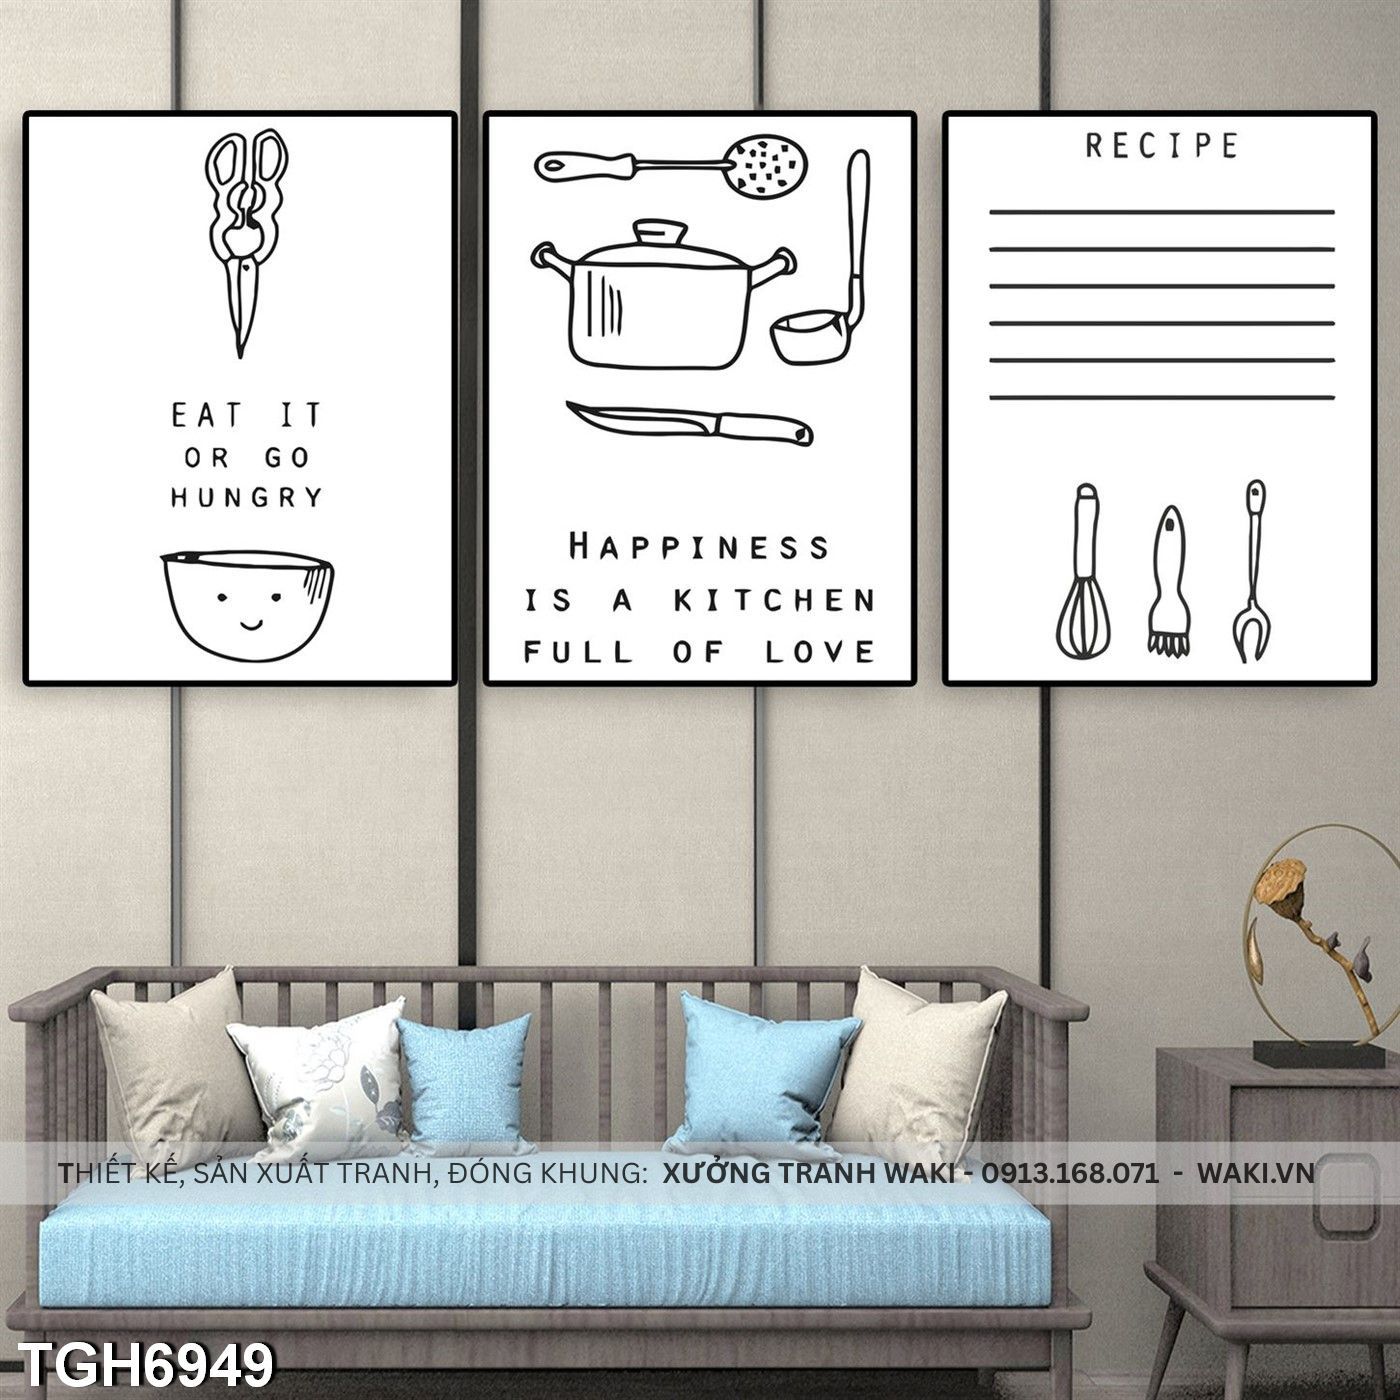 EAT IT
OR GO
HUNGRY
HAPPINESS
IS A KITCHEN
FULL OF LOVE
RECIPE
THIẾT KẾ, SẢN XUẤT TRANH, ĐÓNG KHUNG: XƯỞNG TRANH WAKI - 0913.168.071 - WAKI.VN
TGH6949